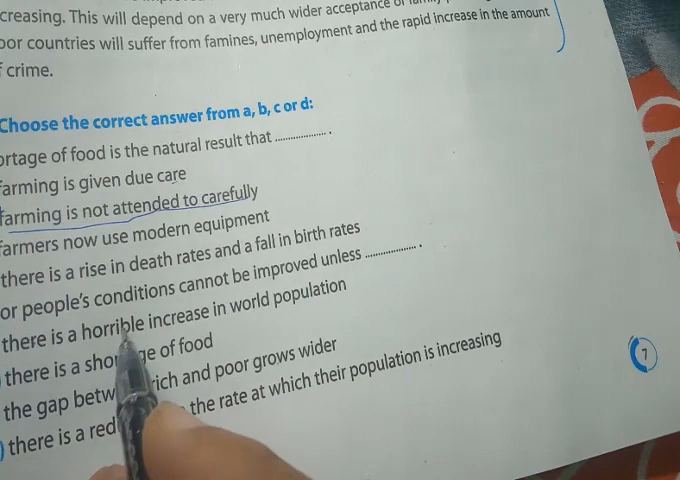 creasing. This will depend on a very much wider acceptance of
oor countries will suffer from famines, unemployment and the rapid increase in the amount
f crime.
Choose the correct answer from a, b, c or d:
ortage of food is the natural result that ................... .
farming is given due care
farming is not attended to carefully
farmers now use modern equipment
there is a rise in death rates and a fall in birth rates
or people's conditions cannot be improved unless ................... .
there is a horrible increase in world population
there is a sho ge of food
the gap betw rich and poor grows wider
there is a red the rate at which their population is increasing
7